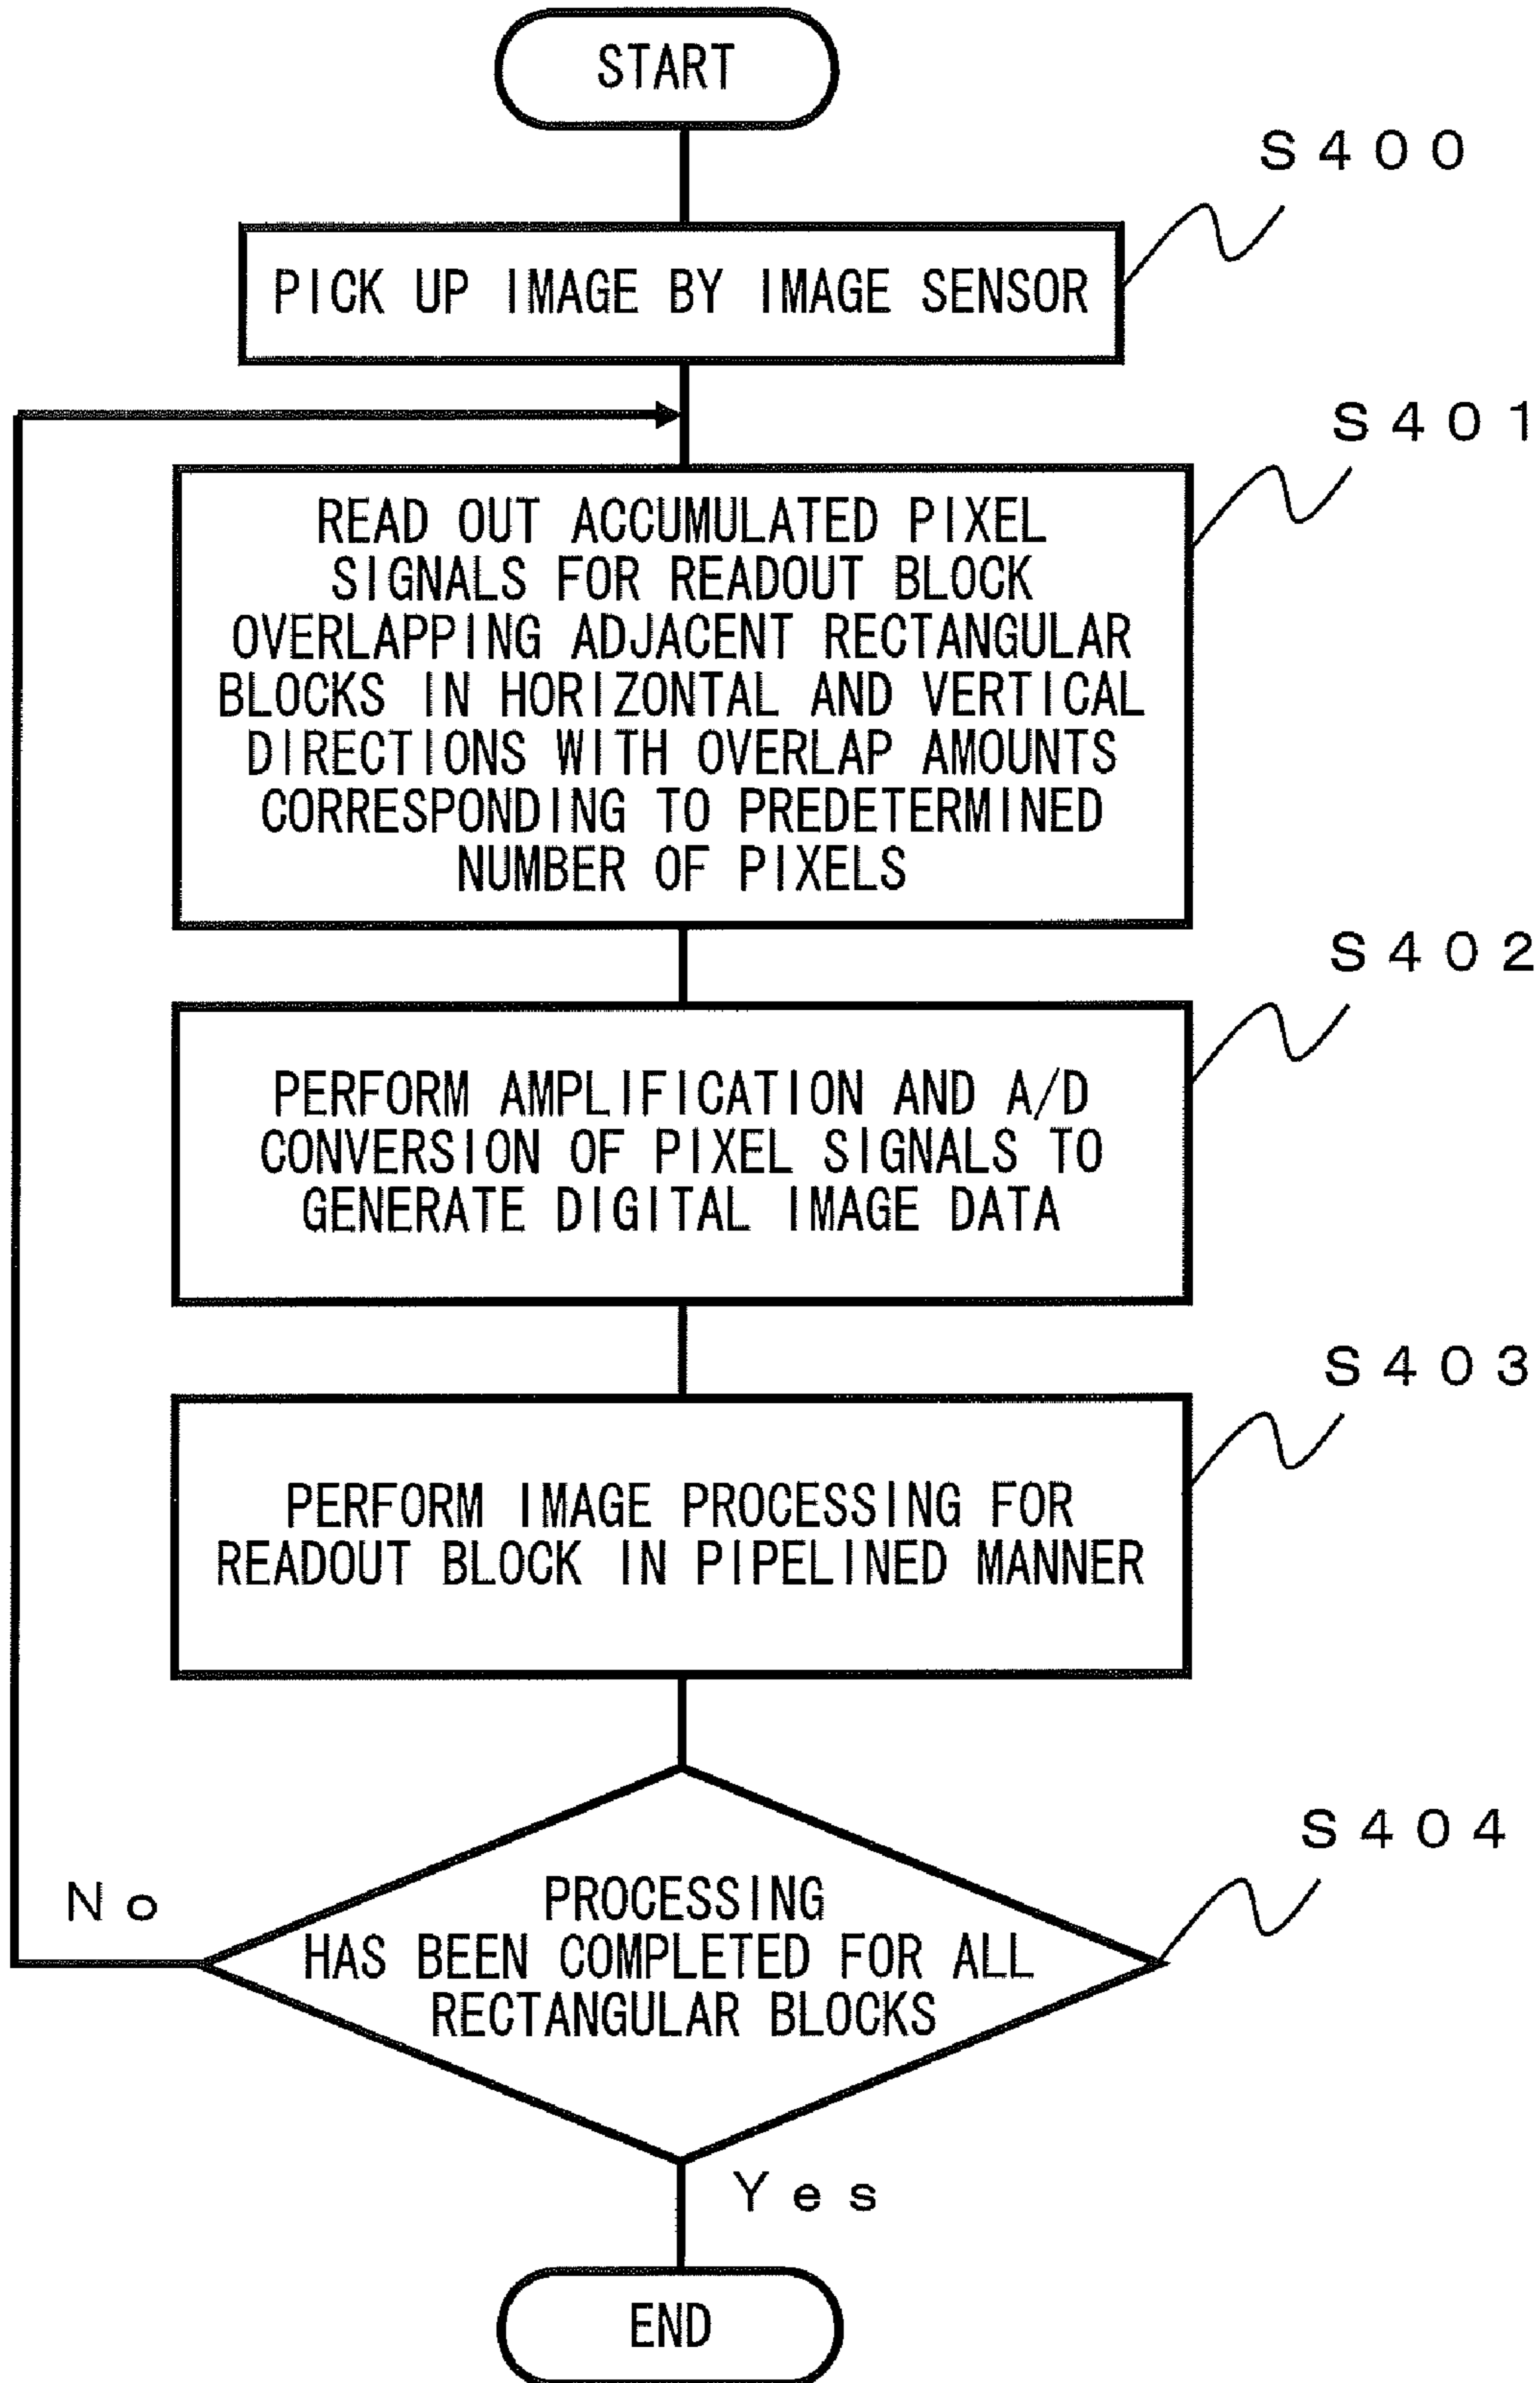 START
S400
PICK UP IMAGE BY IMAGE SENSOR
S401
READ OUT ACCUMULATED PIXEL
SIGNALS FOR READOUT BLOCK
OVERLAPPING ADJACENT RECTANGULAR
BLOCKS IN HORIZONTAL AND VERTICAL
DIRECTIONS WITH OVERLAP AMOUNTS
CORRESPONDING TO PREDETERMINED
NUMBER OF PIXELS
S402
PERFORM AMPLIFICATION AND A/D
CONVERSION OF PIXEL SIGNALS TO
GENERATE DIGITAL IMAGE DATA
S403
PERFORM IMAGE PROCESSING FOR
READOUT BLOCK IN PIPELINED MANNER
S404
No
PROCESSING
HAS BEEN COMPLETED FOR ALL
RECTANGULAR BLOCKS
Yes
END